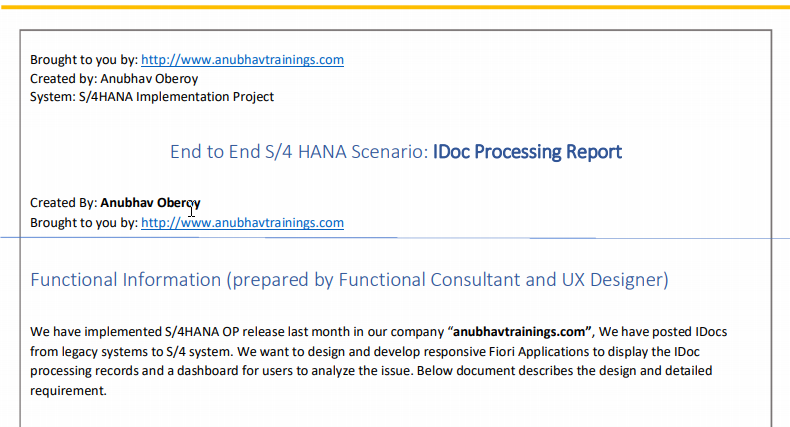 Brought to you by: http://www.anubhavtrainings.com
Created by: Anubhav Oberoy
System: S/4HANA Implementation Project
End to End S/4 HANA Scenario: IDoc Processing Report
Created By: Anubhav Oberoy
Brought to you by: http://www.anubhavtrainings.com
Functional Information (prepared by Functional Consultant and UX Designer)
We have implemented S/4HANA OP release last month in our company “anubhavtrainings.com”, We have posted IDocs
from legacy systems to S/4 system. We want to design and develop responsive Fiori Applications to display the IDoc
processing records and a dashboard for users to analyze the issue. Below document describes the design and detailed
requirement.